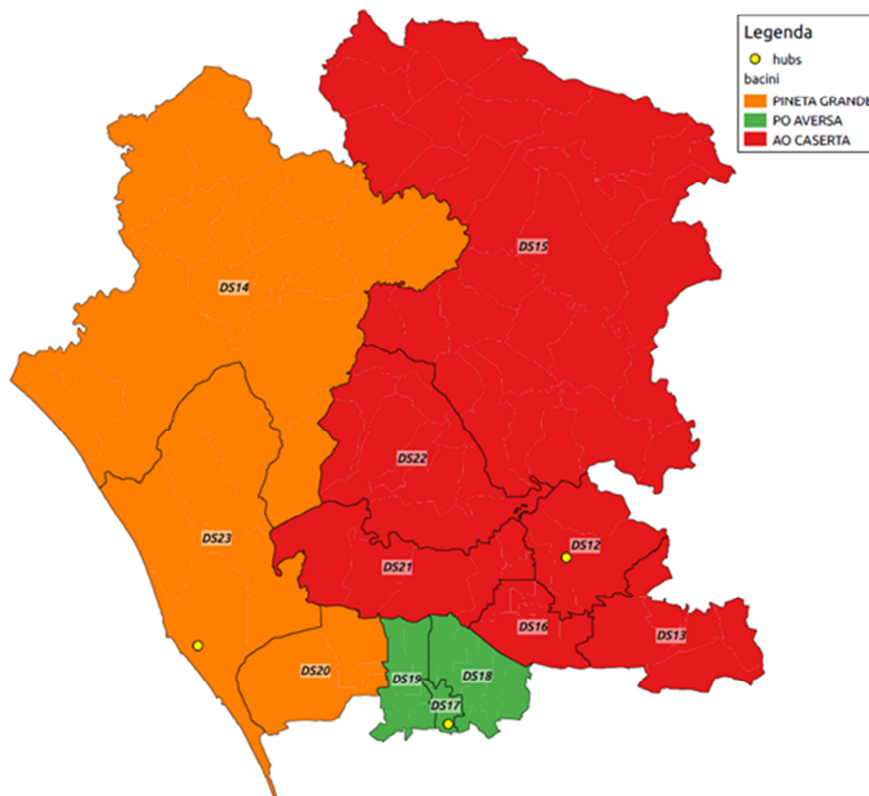 Legenda
hubs
bacini
PINETA GRANDE
PO AVERSA
AO CASERTA
DS15
DS14
DS22
DS23
DS12
DS21
DS16
DS13
DS20
DS19
DS18
DS17